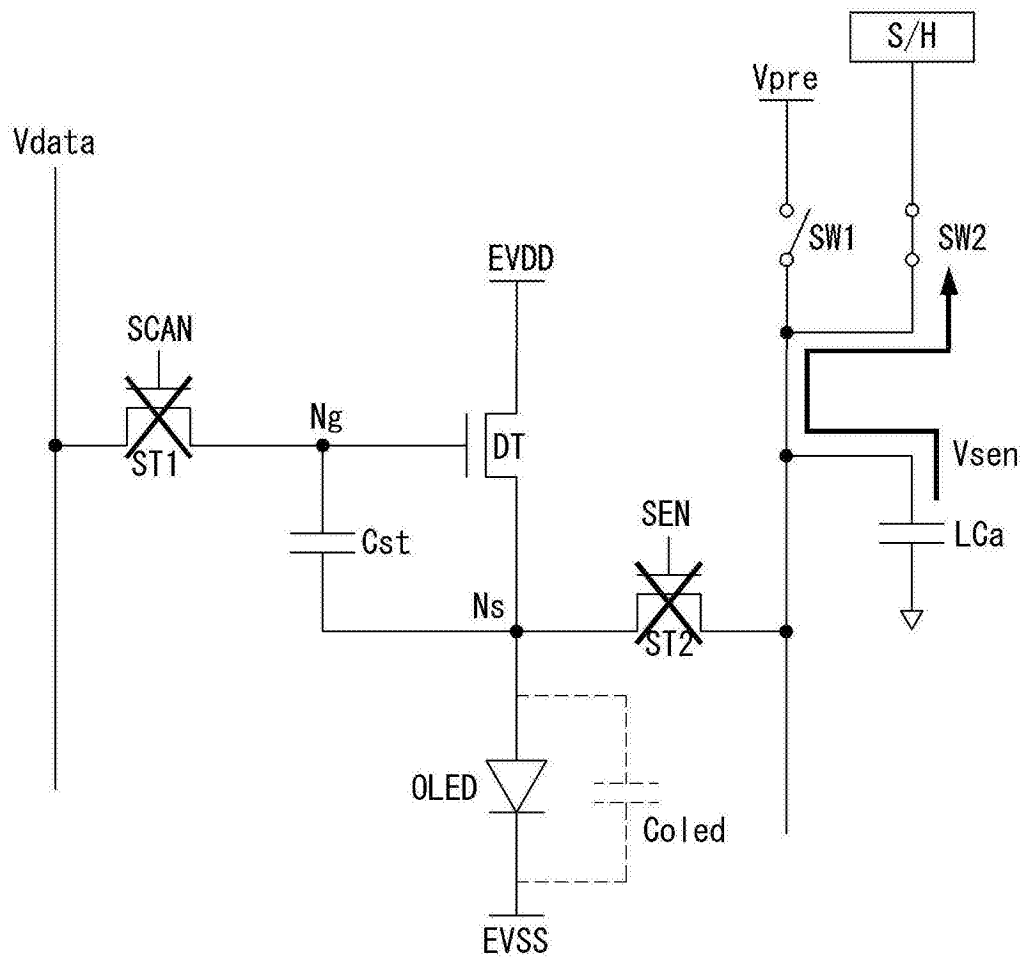 S/H
Vpre
Vdata
SW1
SW2
EVDD
SCAN
Ng
DT
ST1
Vsen
SEN
Cst
LCa
Ns
ST2
OLED
Coled
EVSS